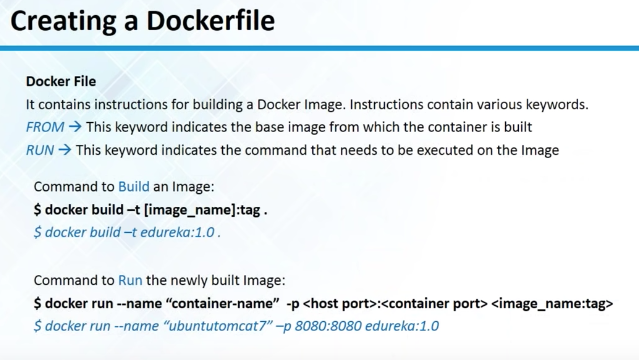 Creating a Dockerfile
Docker File
It contains instructions for building a Docker Image. Instructions contain various keywords.
FROM → This keyword indicates the base image from which the container is built
RUN → This keyword indicates the command that needs to be executed on the Image
Command to Build an Image:
$ docker build –t [image_name]:tag .
$ docker build –t edureka:1.0 .
Command to Run the newly built Image:
$ docker run --name “container-name” -p <host port>:<container port> <image_name:tag>
$ docker run --name “ubuntutomcat7” –p 8080:8080 edureka:1.0